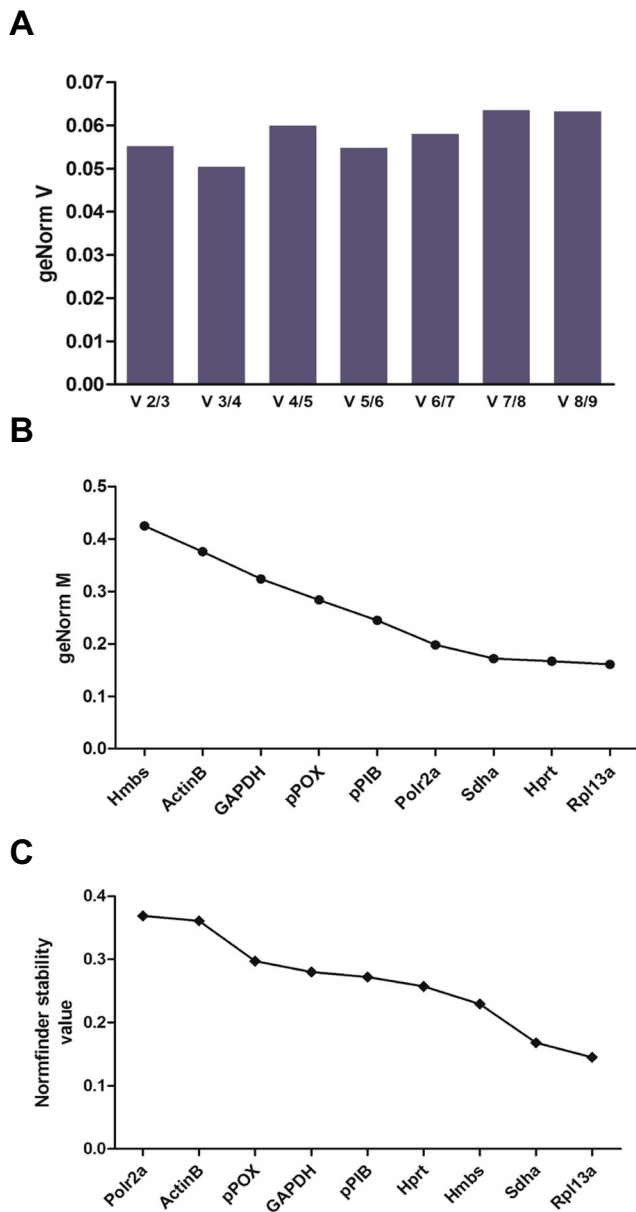 A
geNorm V
0.07
0.06
0.05
0.04
0.03
0.02
0.01
0.00
V 2/3 V 3/4 V 4/5 V 5/6 V 6/7 V 7/8 V 8/9
B
geNorm M
0.5
0.4
0.3
0.2
0.1
0.0
Hmbs ActinB GAPDH pPOX pPIB Polr2a Sdha Hprt Rpl13a
C
Normfinder stability
value
0.4
0.3
0.2
0.1
0.0
Polr2a ActinB pPOX GAPDH pPIB Hprt Hmbs Sdha Rpl13a